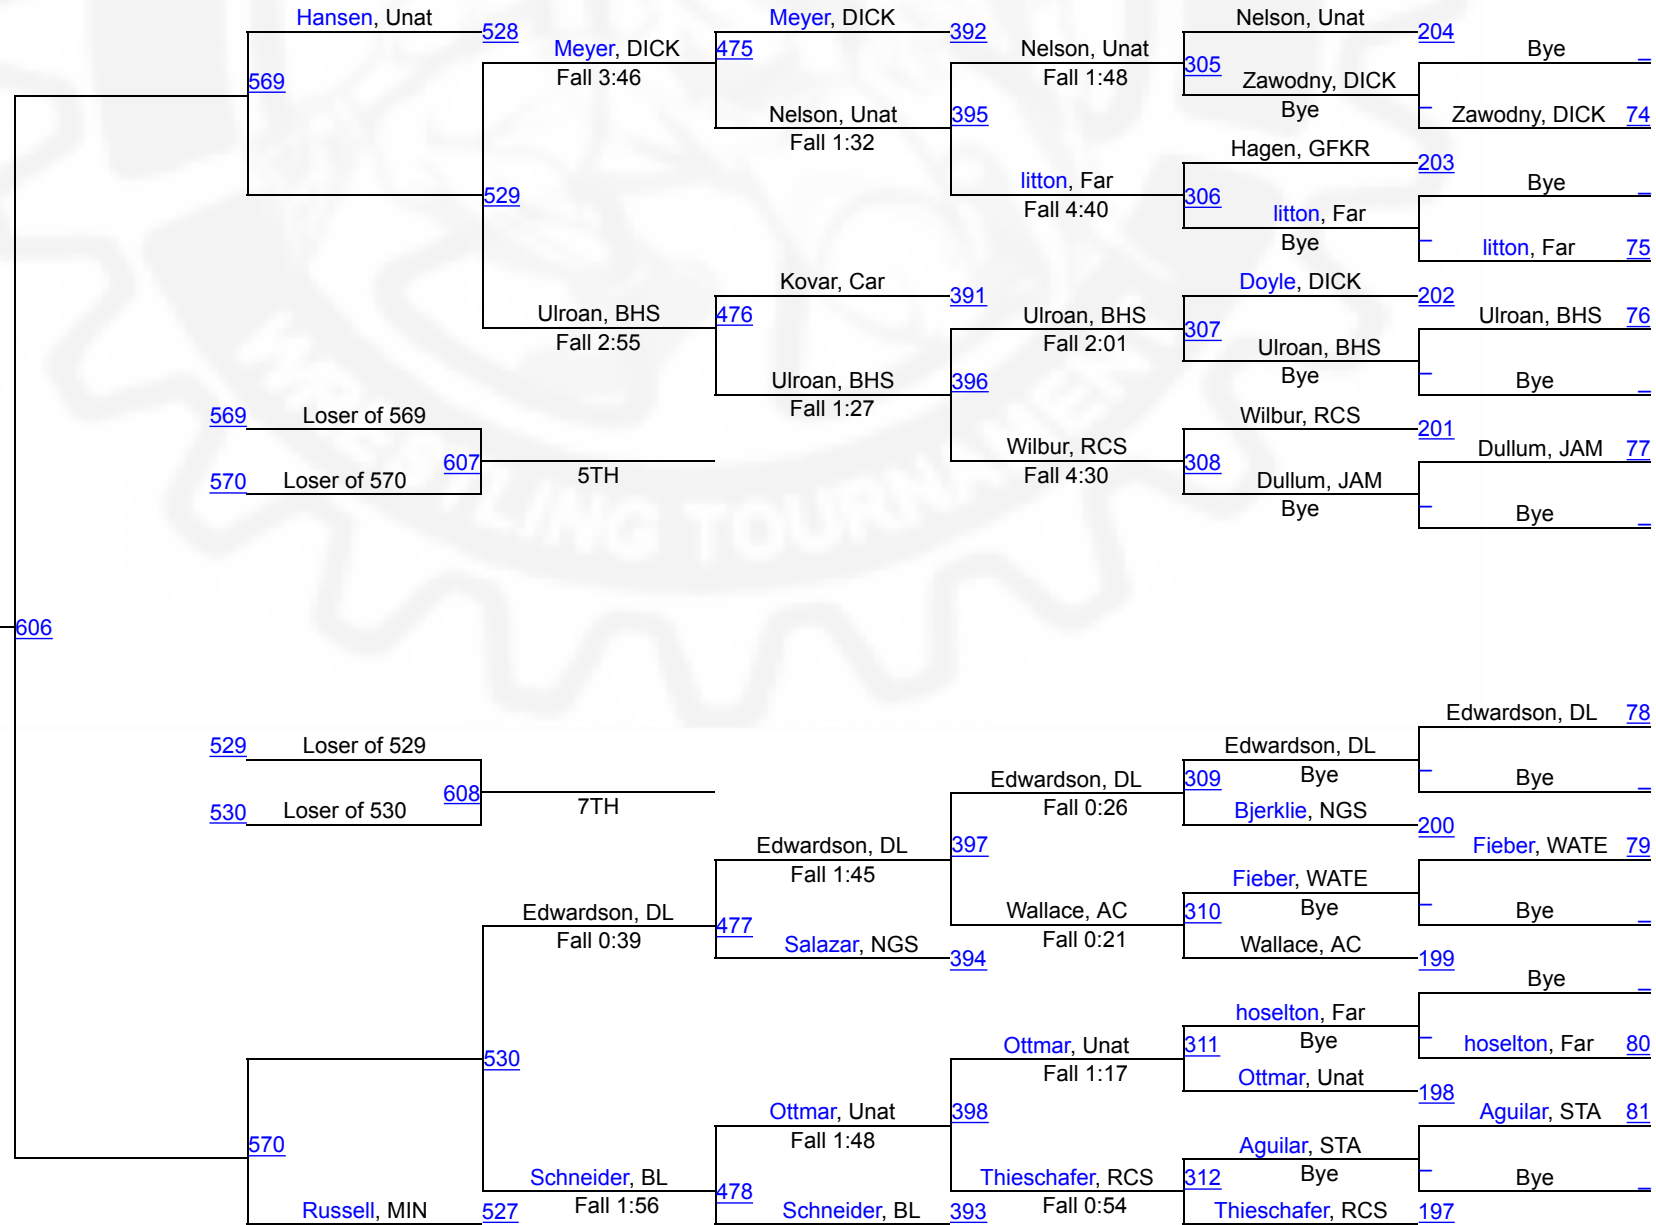 Hansen, Unat
528
569
Meyer, DICK
Fall 3:46
475
Meyer, DICK
392
Nelson, Unat
Fall 1:32
395
Nelson, Unat
Fall 1:48
305
Nelson, Unat
204
Zawodny, DICK
Bye
Bye
_
_
Zawodny, DICK 74
litton, Far
Fall 4:40
306
Hagen, GFKR
203
litton, Far
Bye
Bye
_
_
litton, Far 75
529
Ulroan, BHS
Fall 2:55
476
Kovar, Car
391
Ulroan, BHS
Fall 1:27
396
Ulroan, BHS
Fall 2:01
307
Doyle, DICK
202
Ulroan, BHS
Bye
Ulroan, BHS 76
_
Bye
_
Wilbur, RCS
Fall 4:30
308
Wilbur, RCS
201
Dullum, JAM
Bye
Dullum, JAM 77
_
Bye
_
569 Loser of 569
607
5TH
570 Loser of 570
WRESTLING TOURNAMENT
606
529 Loser of 529
608
7TH
530 Loser of 530
Edwardson, DL 78
_
Bye
_
Edwardson, DL
Bye
309
Bjerklie, NGS
200
Edwardson, DL
Fall 0:26
397
Edwardson, DL
Fall 1:45
477
Salazar, NGS
394
Edwardson, DL
Fall 0:39
Wallace, AC
Fall 0:21
310
Fieber, WATE
Bye
Wallace, AC
199
Fieber, WATE 79
_
Bye
_
530
Ottmar, Unat
Fall 1:17
311
hoselton, Far
Bye
Ottmar, Unat
198
Bye
_
_
hoselton, Far 80
398
Ottmar, Unat
Fall 1:48
478
Schneider, BL
393
Schneider, BL
Fall 1:56
Thieschafer, RCS
Fall 0:54
312
Aguilar, STA
Bye
Thieschafer, RCS
197
Aguilar, STA 81
_
Bye
_
570
Russell, MIN
527